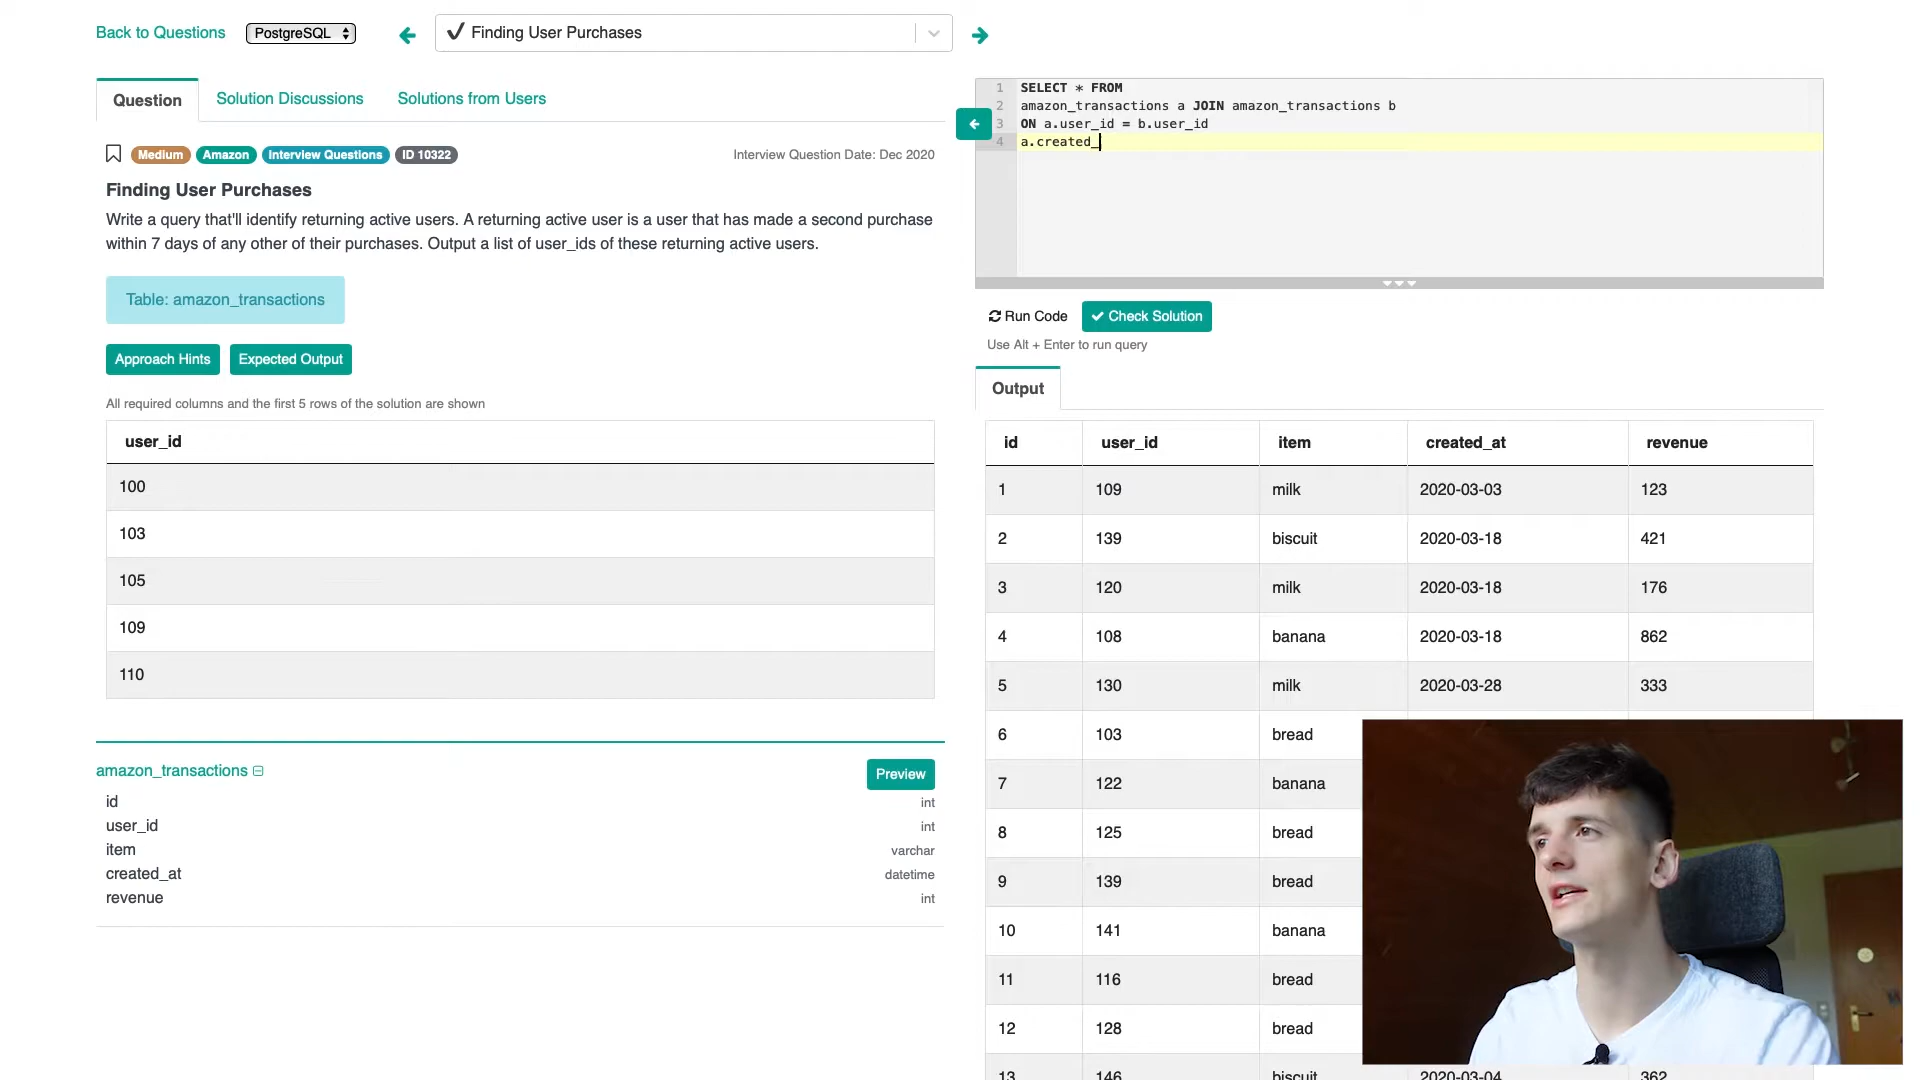 Back to Questions
PostgreSQL
Finding User Purchases
Question
Solution Discussions
Solutions from Users
Medium
Amazon
Interview Questions
ID 10322
Interview Question Date: Dec 2020
Finding User Purchases
Write a query that'll identify returning active users. A returning active user is a user that has made a second purchase
within 7 days of any other of their purchases. Output a list of user_ids of these returning active users.
Table: amazon_transactions
Approach Hints
Expected Output
All required columns and the first 5 rows of the solution are shown
user_id
100
103
105
109
110
amazon_transactions
Preview
id int
user_id int
item varchar
created_at datetime
revenue int
1 SELECT * FROM
2 amazon_transactions a JOIN amazon_transactions b
3 ON a.user_id = b.user_id
4 a.created_
Run Code
Check Solution
Use Alt + Enter to run query
Output
id user_id item created_at revenue
1 109 milk 2020-03-03 123
2 139 biscuit 2020-03-18 421
3 120 milk 2020-03-18 176
4 108 banana 2020-03-18 862
5 130 milk 2020-03-28 333
6 103 bread
7 122 banana
8 125 bread
9 139 bread
10 141 banana
11 116 bread
12 128 bread
13 146 biscuit 2020-03-04 362